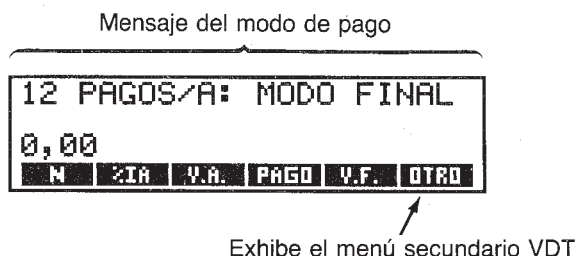 Mensaje del modo de pago
12 PAGOS/A: MODO FINAL
0,00
N %IA V.A. PAGO V.F. OTRO
Exhibe el menú secundario VDT